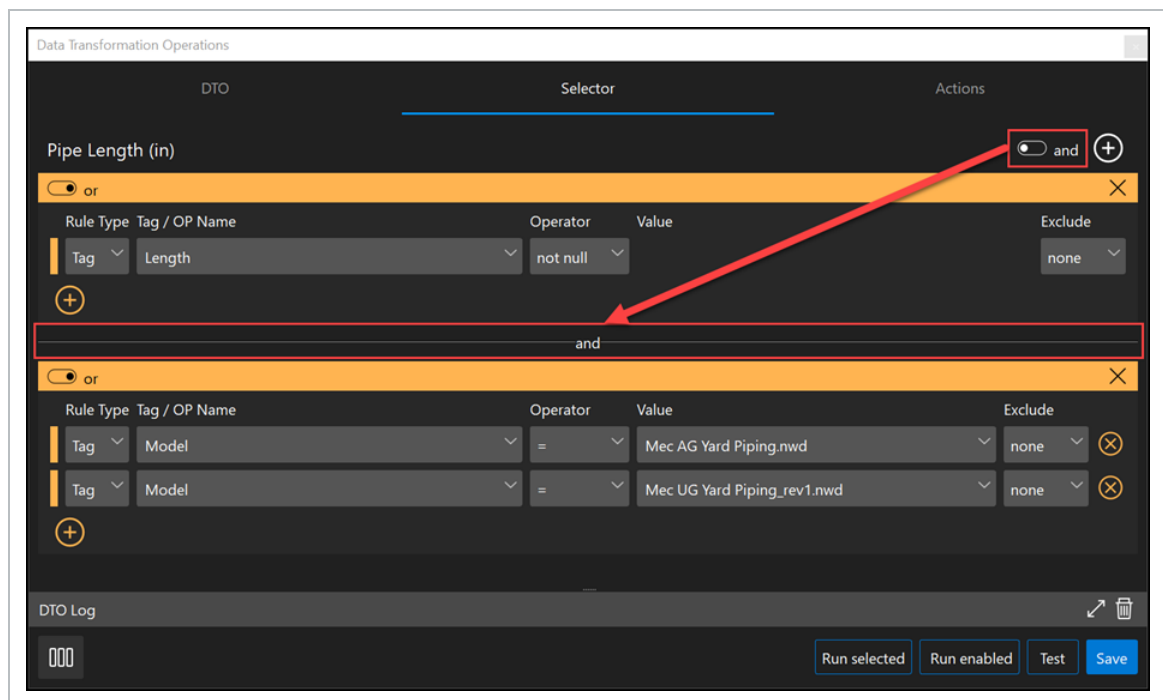 Data Transformation Operations
DTO Selector Actions
Pipe Length (in) and
or
Rule Type Tag / OP Name Operator Value Exclude
Tag Length not null none
and
or
Rule Type Tag / OP Name Operator Value Exclude
Tag Model = Mec AG Yard Piping.nwd none
Tag Model = Mec UG Yard Piping_rev1.nwd none
DTO Log
Run selected Run enabled Test Save